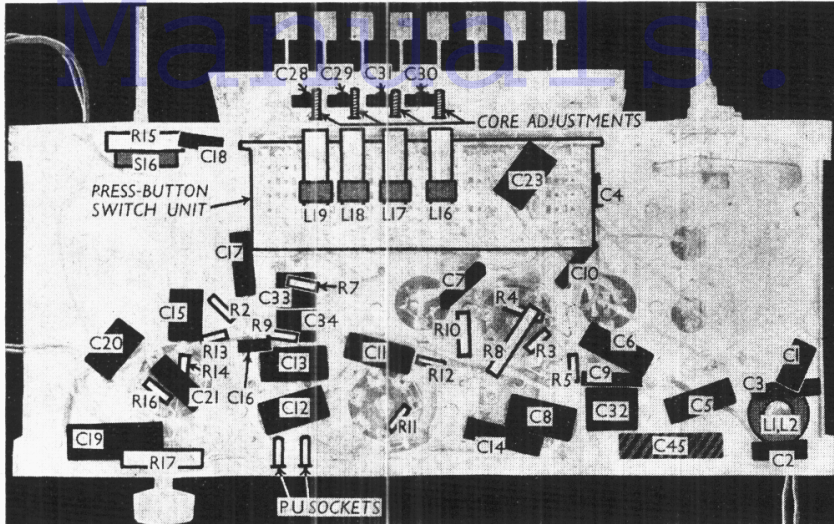 Manuals.
C28 C29 C31 C30
CORE ADJUSTMENTS
R15
C18
S16
PRESS-BUTTON
SWITCH UNIT
C23
C4
L19 L18 L17 L16
C17
C10
C7
R7
C33
R2
C15
R4
C34
R9
R10
C20
R13
R8
R3
C6
C11
C13
R12
R14
C16
R5
C9
C1
C3
R16
C21
C12
R11
C8
C32
C5
L1,L2
C19
C14
C45
C2
R17
PU SOCKETS